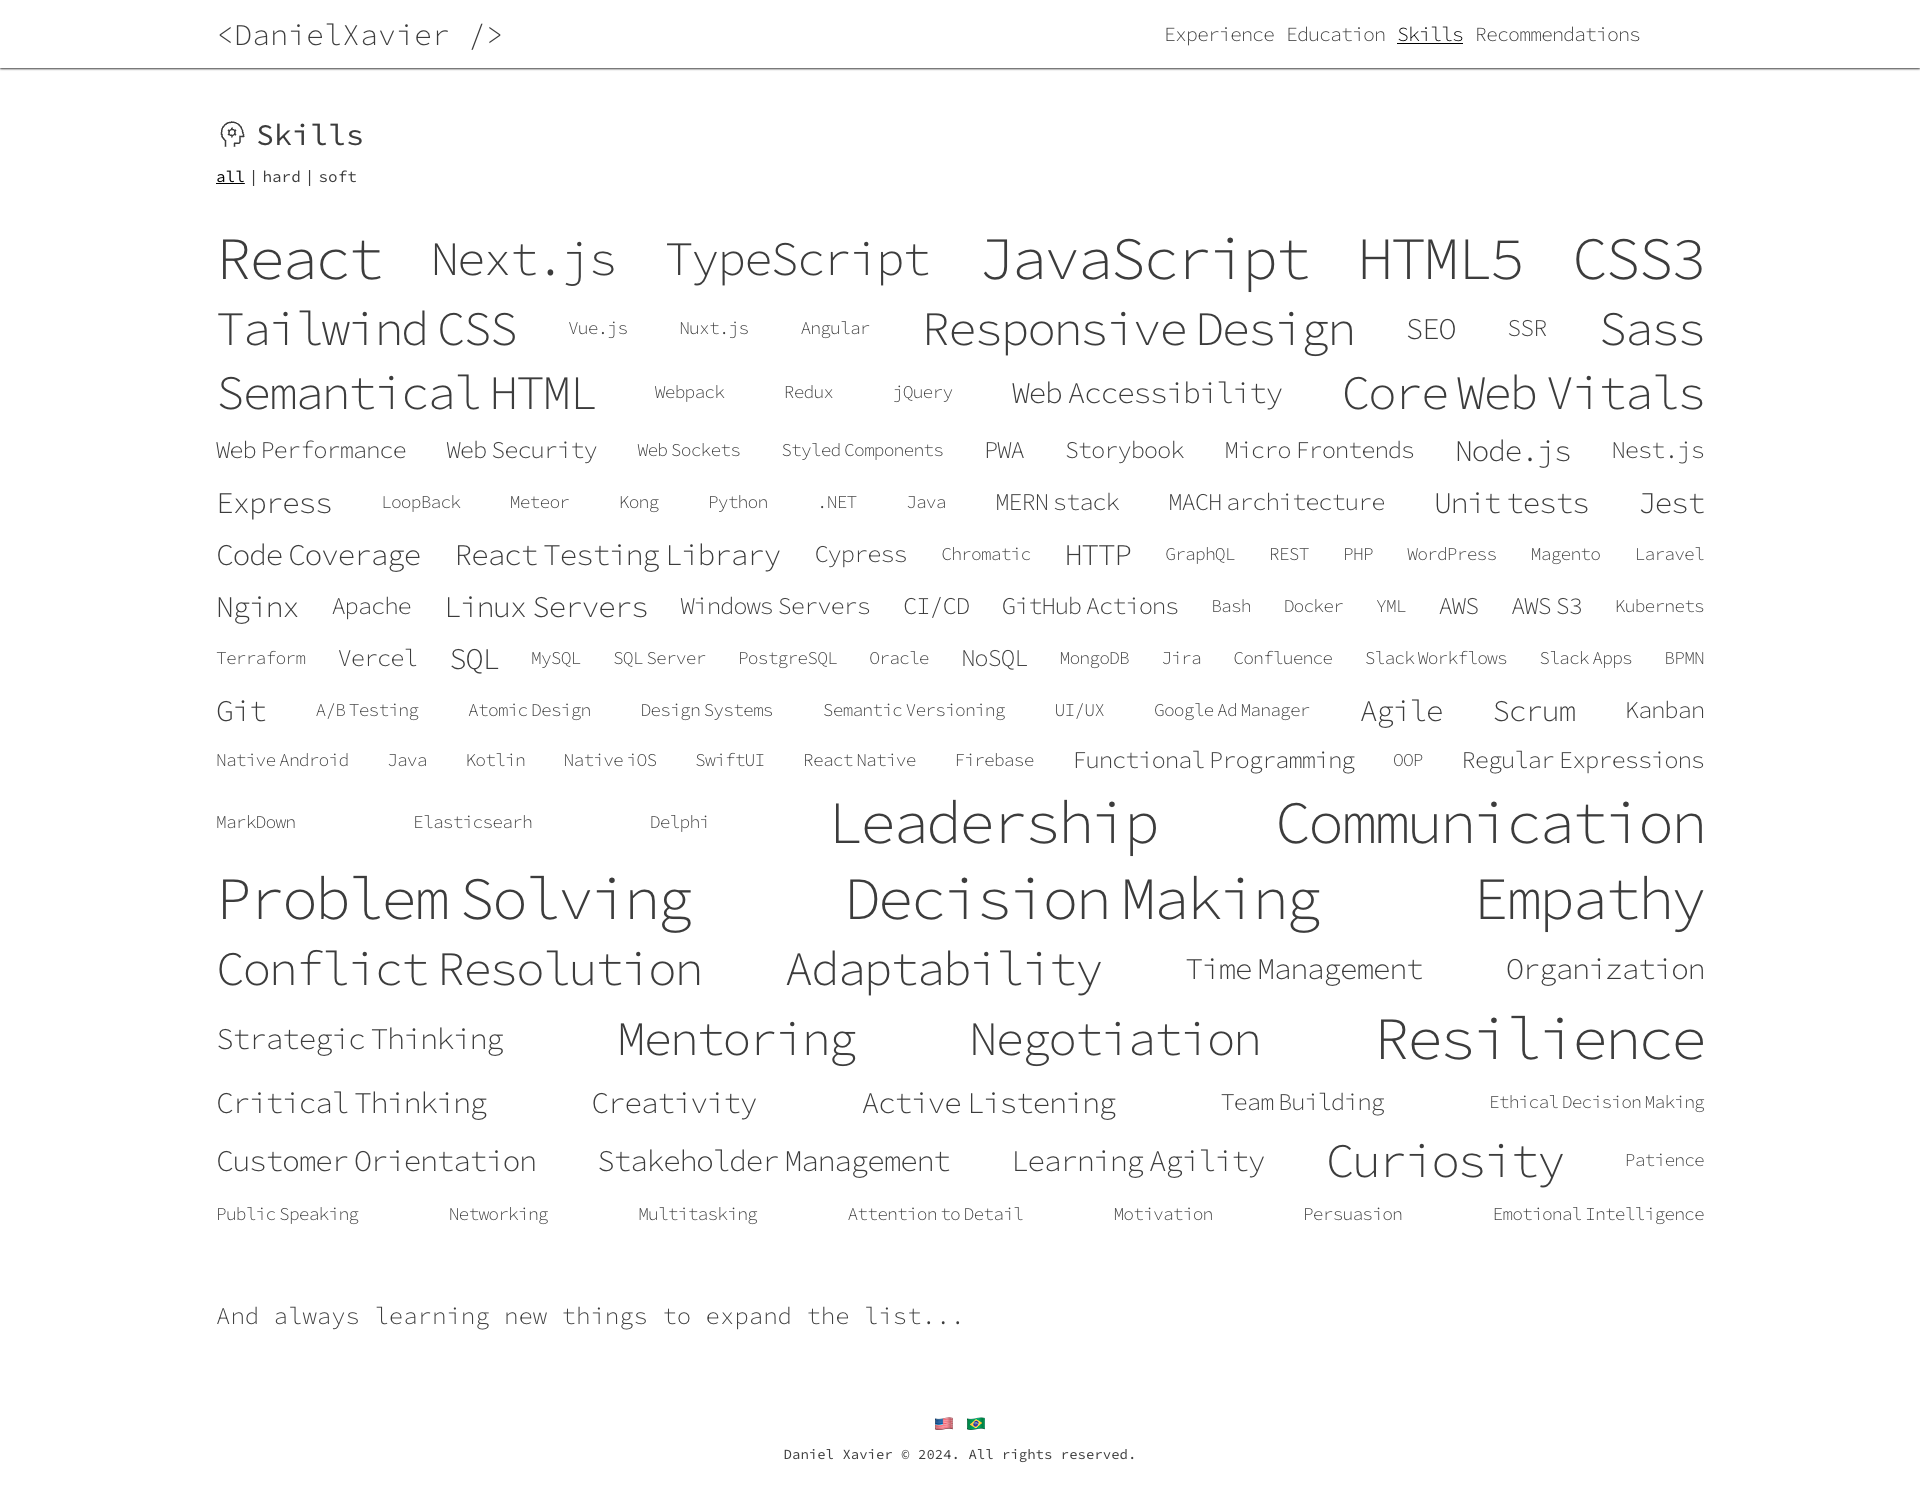 <DanielXavier />
Experience Education Skills Recommendations
Skills
all | hard | soft
React Next.js TypeScript JavaScript HTML5 CSS3
Tailwind CSS Vue.js Nuxt.js Angular Responsive Design SEO SSR Sass
Semantical HTML Webpack Redux jQuery Web Accessibility Core Web Vitals
Web Performance Web Security Web Sockets Styled Components PWA Storybook Micro Frontends Node.js Nest.js
Express LoopBack Meteor Kong Python .NET Java MERN stack MACH architecture Unit tests Jest
Code Coverage React Testing Library Cypress Chromatic HTTP GraphQL REST PHP WordPress Magento Laravel
Nginx Apache Linux Servers Windows Servers CI/CD GitHub Actions Bash Docker YML AWS AWS S3 Kubernets
Terraform Vercel SQL MySQL SQL Server PostgreSQL Oracle NoSQL MongoDB Jira Confluence Slack Workflows Slack Apps BPMN
Git A/B Testing Atomic Design Design Systems Semantic Versioning UI/UX Google Ad Manager Agile Scrum Kanban
Native Android Java Kotlin Native iOS SwiftUI React Native Firebase Functional Programming OOP Regular Expressions
MarkDown Elasticsearh Delphi Leadership Communication
Problem Solving Decision Making Empathy
Conflict Resolution Adaptability Time Management Organization
Strategic Thinking Mentoring Negotiation Resilience
Critical Thinking Creativity Active Listening Team Building Ethical Decision Making
Customer Orientation Stakeholder Management Learning Agility Curiosity Patience
Public Speaking Networking Multitasking Attention to Detail Motivation Persuasion Emotional Intelligence
And always learning new things to expand the list...
Daniel Xavier © 2024. All rights reserved.